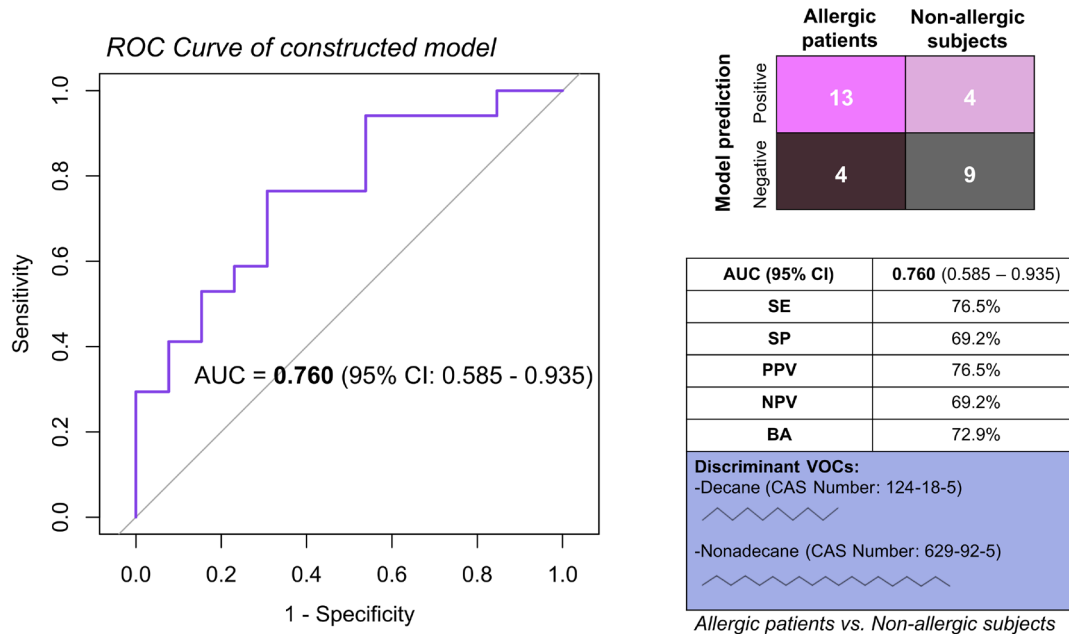 ROC Curve of constructed model
1.0
0.8
0.6
0.4
0.2
0.0
Sensitivity
AUC = 0.760 (95% CI: 0.585 - 0.935)
0.0 0.2 0.4 0.6 0.8 1.0
1 - Specificity
Allergic patients
Non-allergic subjects
Model prediction
Positive
13 4
Negative
4 9
AUC (95% CI) 0.760 (0.585 – 0.935)
SE 76.5%
SP 69.2%
PPV 76.5%
NPV 69.2%
BA 72.9%
Discriminant VOCs:
-Decane (CAS Number: 124-18-5)
-Nonadecane (CAS Number: 629-92-5)
Allergic patients vs. Non-allergic subjects